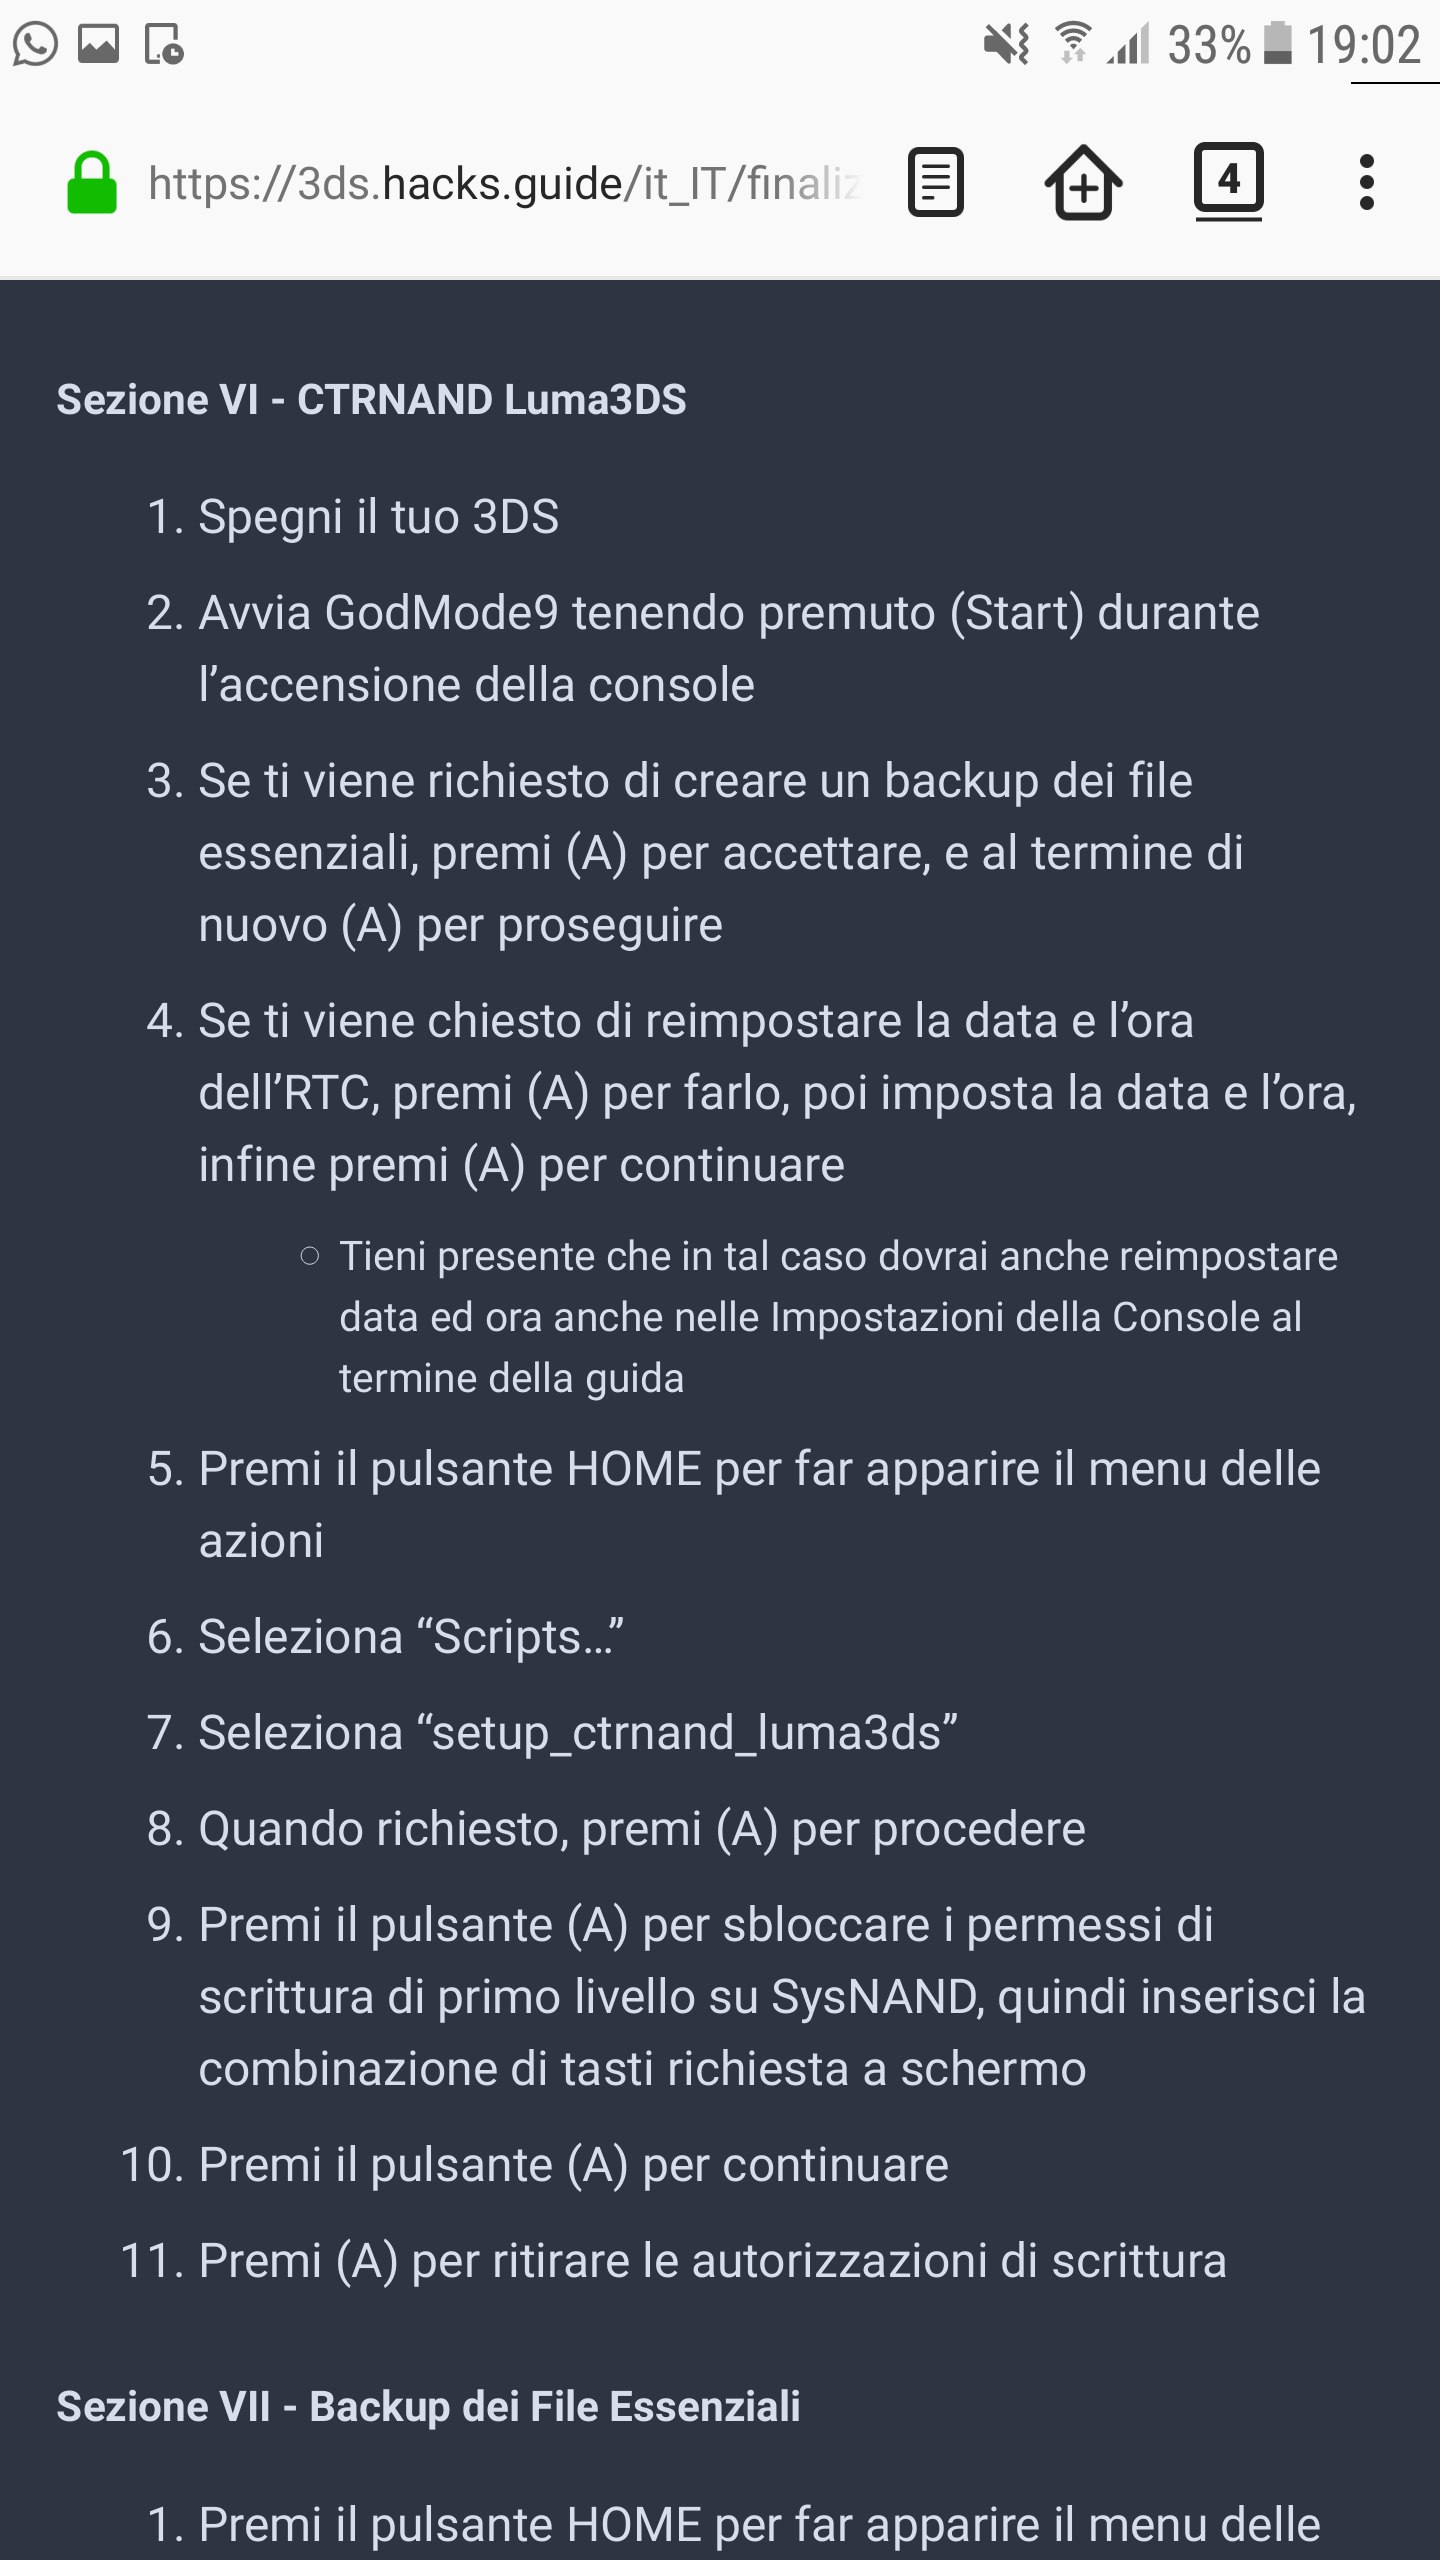 33% 19:02
https://3ds.hacks.guide/it_IT/finaliz
4
Sezione VI - CTRNAND Luma3DS
1. Spegni il tuo 3DS
2. Avvia GodMode9 tenendo premuto (Start) durante
l’accensione della console
3. Se ti viene richiesto di creare un backup dei file
essenziali, premi (A) per accettare, e al termine di
nuovo (A) per proseguire
4. Se ti viene chiesto di reimpostare la data e l’ora
dell’RTC, premi (A) per farlo, poi imposta la data e l’ora,
infine premi (A) per continuare
Tieni presente che in tal caso dovrai anche reimpostare
data ed ora anche nelle Impostazioni della Console al
termine della guida
5. Premi il pulsante HOME per far apparire il menu delle
azioni
6. Seleziona “Scripts…”
7. Seleziona “setup_ctrnand_luma3ds”
8. Quando richiesto, premi (A) per procedere
9. Premi il pulsante (A) per sbloccare i permessi di
scrittura di primo livello su SysNAND, quindi inserisci la
combinazione di tasti richiesta a schermo
10. Premi il pulsante (A) per continuare
11. Premi (A) per ritirare le autorizzazioni di scrittura
Sezione VII - Backup dei File Essenziali
1. Premi il pulsante HOME per far apparire il menu delle